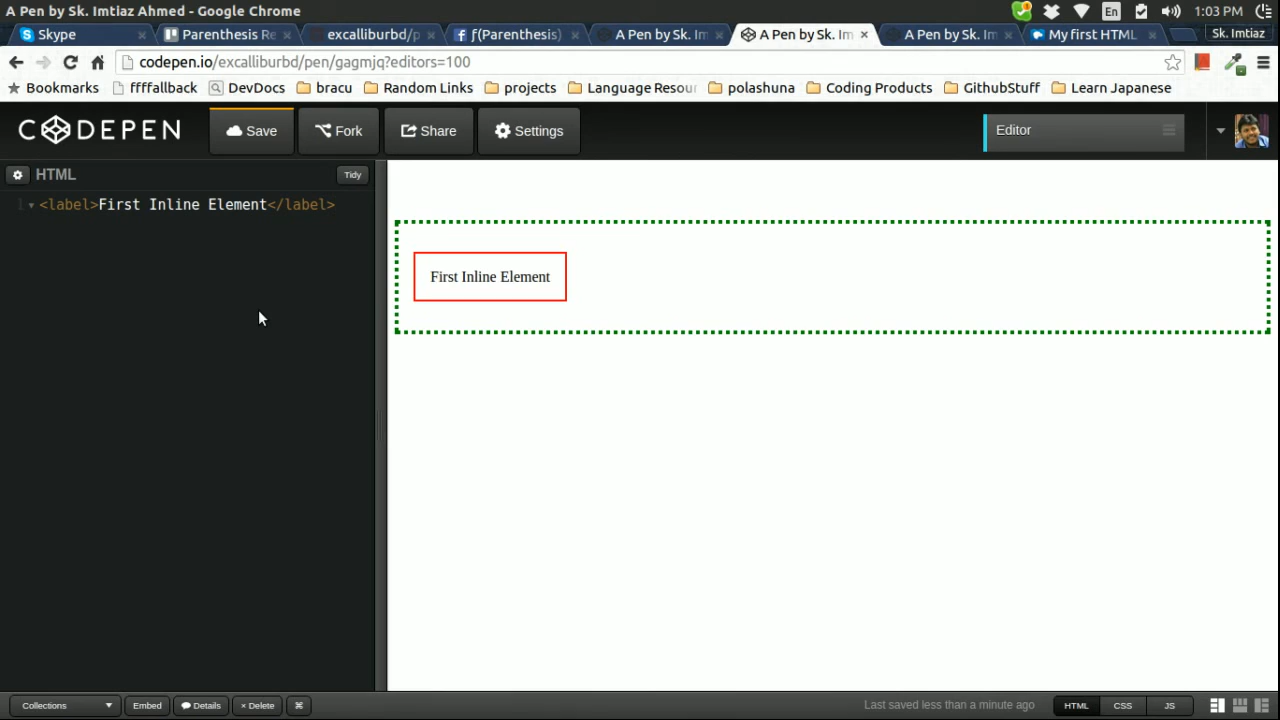 A Pen by Sk. Imtiaz Ahmed - Google Chrome
En
1:03 PM
Skype
Parenthesis Re
excalliburbd/p
f(Parenthesis)
A Pen by Sk. Im
A Pen by Sk. Im
A Pen by Sk. Im
My first HTML
Sk. Imtiaz
codepen.io/excalliburbd/pen/gagmjq?editors=100
Bookmarks
ffffallback
DevDocs
bracu
Random Links
projects
Language Resou
polashuna
Coding Products
GithubStuff
Learn Japanese
CODEPEN
Save
Fork
Share
Settings
Editor
HTML
Tidy
1 <label>First Inline Element</label>
First Inline Element
Collections
Embed
Details
× Delete
⌘
Last saved less than a minute ago
HTML
CSS
JS